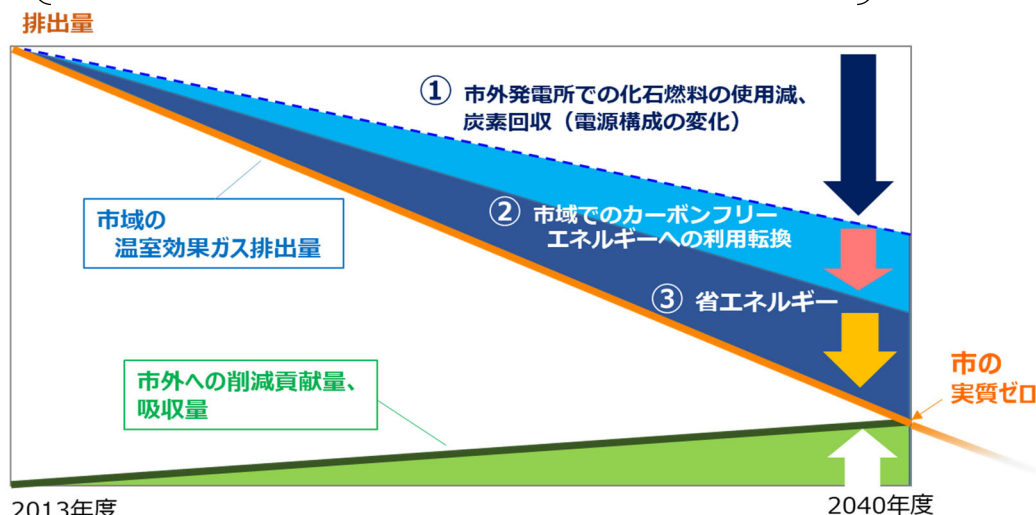 排出量
① 市外発電所での化石燃料の使用減、
炭素回収（電源構成の変化）
② 市域でのカーボンフリー
エネルギーへの利用転換
市域の
温室効果ガス排出量
③ 省エネルギー
市の
実質ゼロ
市外への削減貢献量、
吸収量
2013年度
2040年度